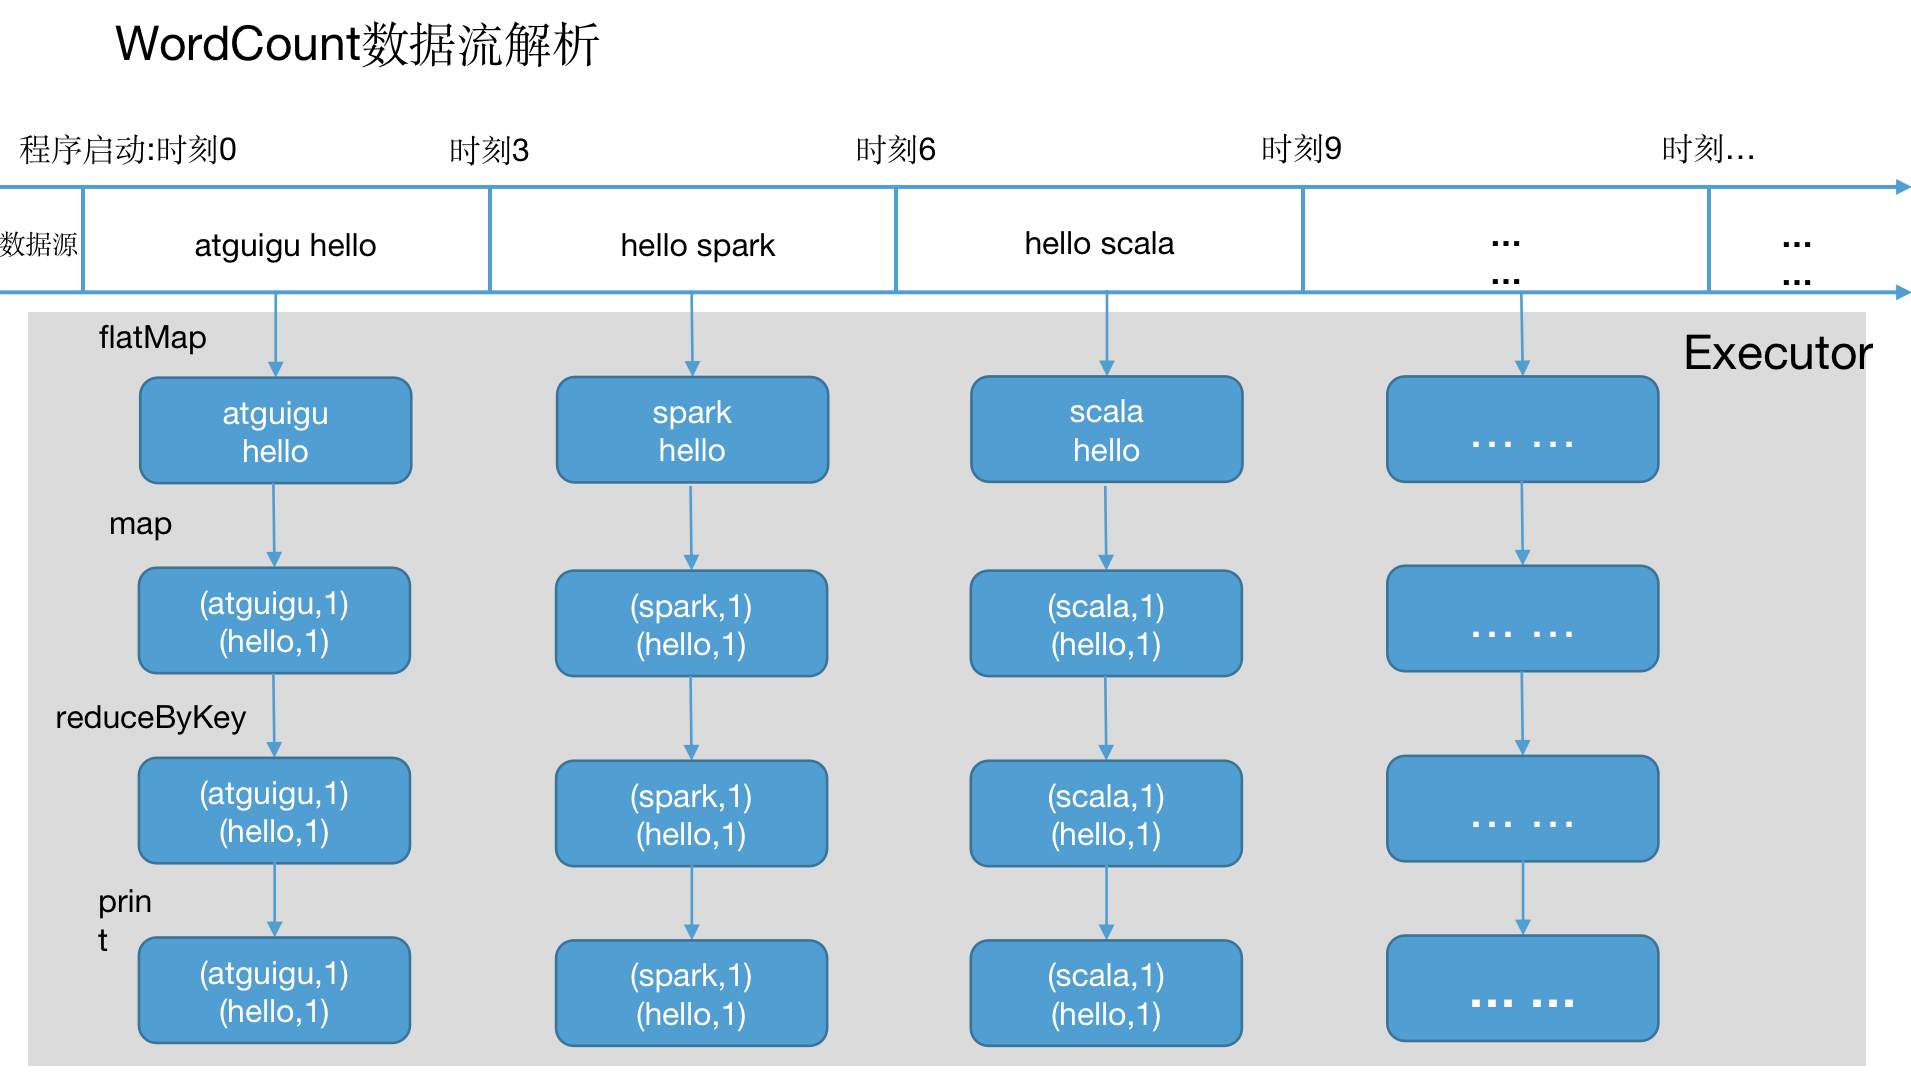 WordCount数据流解析
程序启动:时刻0
时刻3
时刻6
时刻9
时刻...
数据源
atguigu hello
hello spark
hello scala
...
...
...
...
flatMap
Executor
atguigu
hello
spark
hello
scala
hello
... ...
map
(atguigu,1)
(hello,1)
(spark,1)
(hello,1)
(scala,1)
(hello,1)
... ...
reduceByKey
(atguigu,1)
(hello,1)
(spark,1)
(hello,1)
(scala,1)
(hello,1)
... ...
prin
t
(atguigu,1)
(hello,1)
(spark,1)
(hello,1)
(scala,1)
(hello,1)
... ...